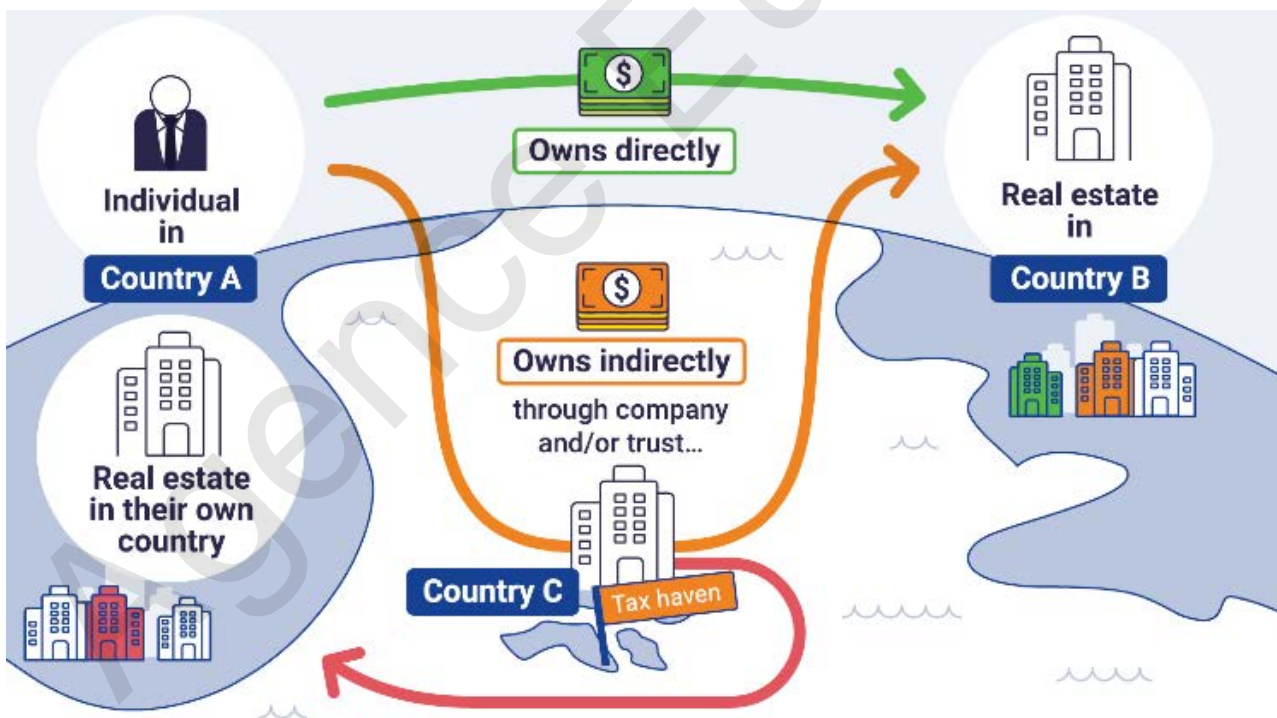 Individual
in
Country A
Owns directly
Real estate
in
Country B
Owns indirectly
through company
and/or trust...
Real estate
in their own
country
Country C
Tax haven
$
$
Agence Eu